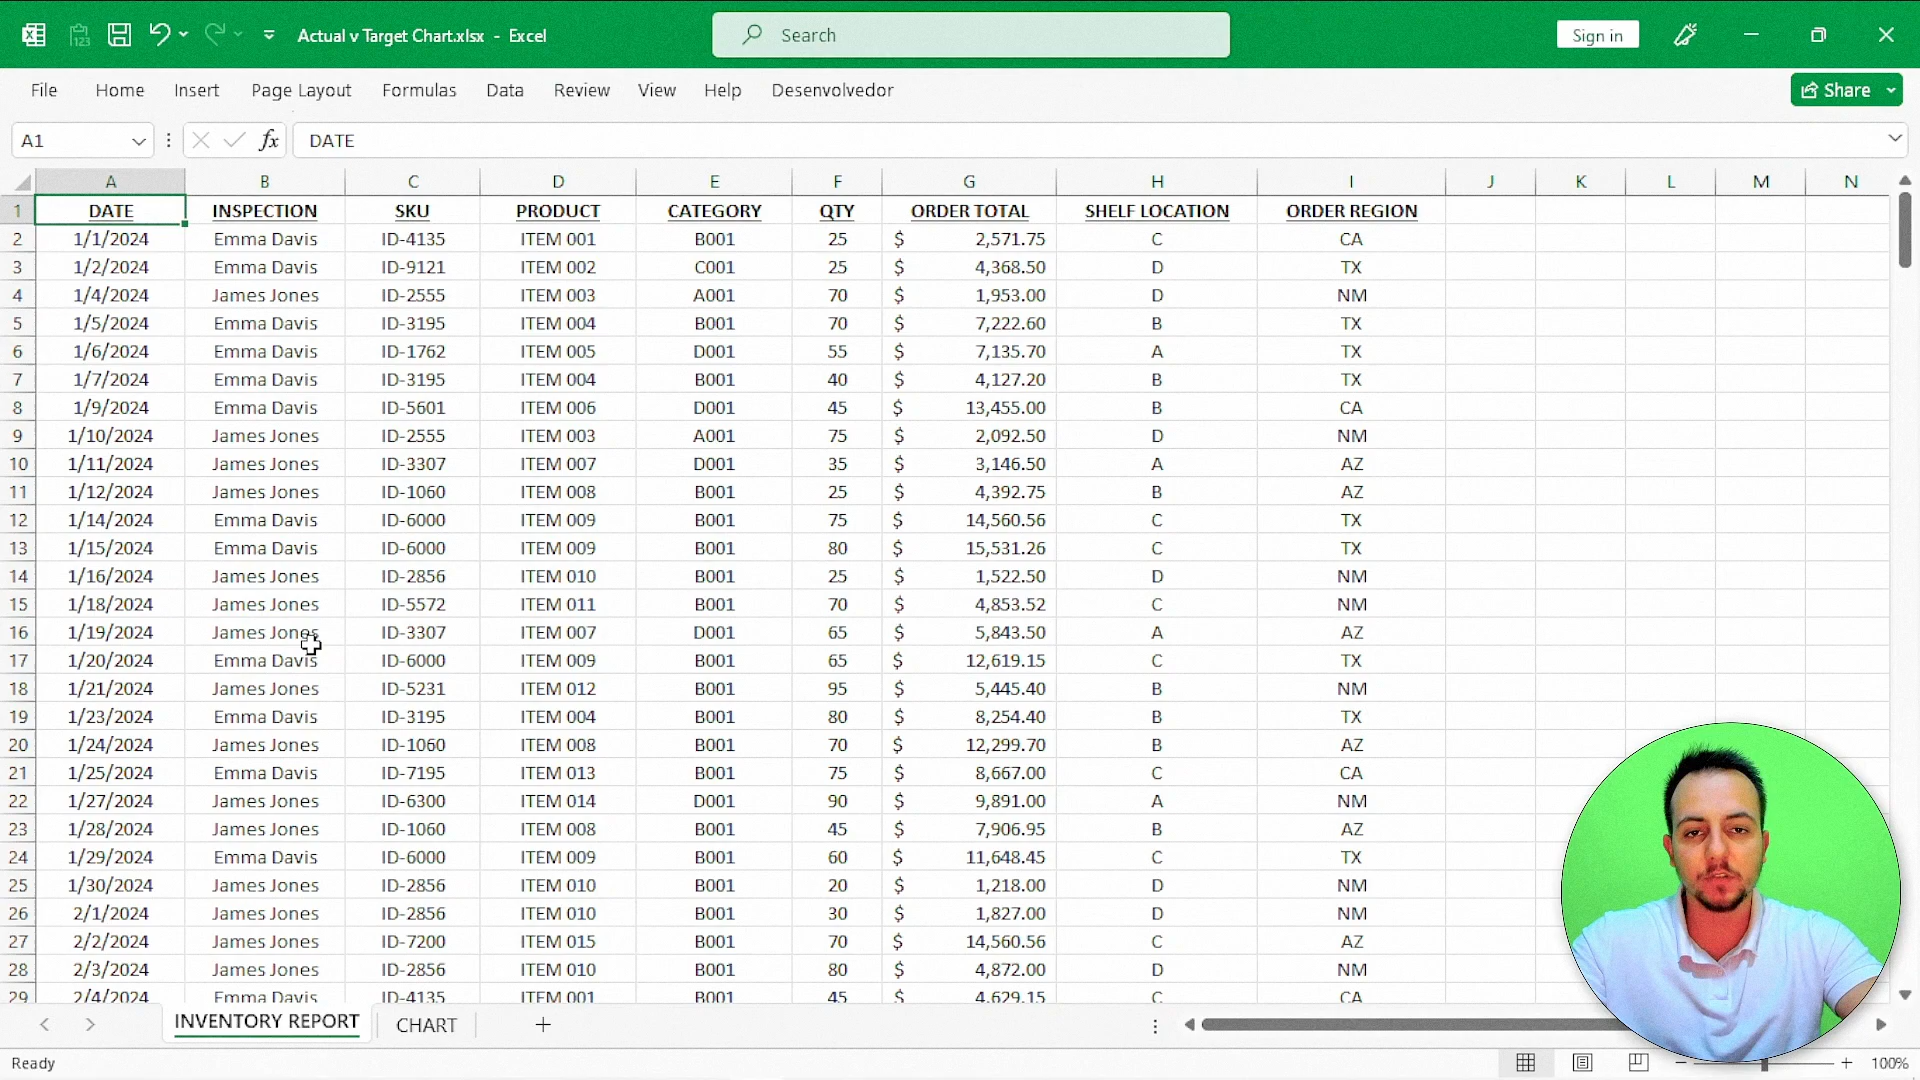 Actual v Target Chart.xlsx - Excel
Search
Sign in
File Home Insert Page Layout Formulas Data Review View Help Desenvolvedor
Share
A1 fx DATE
A B C D E F G H I J K L M N
1 DATE INSPECTION SKU PRODUCT CATEGORY QTY ORDER TOTAL SHELF LOCATION ORDER REGION
2 1/1/2024 Emma Davis ID-4135 ITEM 001 B001 25 $ 2,571.75 C CA
3 1/2/2024 Emma Davis ID-9121 ITEM 002 C001 25 $ 4,368.50 D TX
4 1/4/2024 James Jones ID-2555 ITEM 003 A001 70 $ 1,953.00 D NM
5 1/5/2024 Emma Davis ID-3195 ITEM 004 B001 70 $ 7,222.60 B TX
6 1/6/2024 Emma Davis ID-1762 ITEM 005 D001 55 $ 7,135.70 A TX
7 1/7/2024 Emma Davis ID-3195 ITEM 004 B001 40 $ 4,127.20 B TX
8 1/9/2024 Emma Davis ID-5601 ITEM 006 D001 45 $ 13,455.00 B CA
9 1/10/2024 James Jones ID-2555 ITEM 003 A001 75 $ 2,092.50 D NM
10 1/11/2024 James Jones ID-3307 ITEM 007 D001 35 $ 3,146.50 A AZ
11 1/12/2024 James Jones ID-1060 ITEM 008 B001 25 $ 4,392.75 B AZ
12 1/14/2024 Emma Davis ID-6000 ITEM 009 B001 75 $ 14,560.56 C TX
13 1/15/2024 Emma Davis ID-6000 ITEM 009 B001 80 $ 15,531.26 C TX
14 1/16/2024 James Jones ID-2856 ITEM 010 B001 25 $ 1,522.50 D NM
15 1/18/2024 James Jones ID-5572 ITEM 011 B001 70 $ 4,853.52 C NM
16 1/19/2024 James Jones ID-3307 ITEM 007 D001 65 $ 5,843.50 A AZ
17 1/20/2024 Emma Davis ID-6000 ITEM 009 B001 65 $ 12,619.15 C TX
18 1/21/2024 James Jones ID-5231 ITEM 012 B001 95 $ 5,445.40 B NM
19 1/23/2024 Emma Davis ID-3195 ITEM 004 B001 80 $ 8,254.40 B TX
20 1/24/2024 James Jones ID-1060 ITEM 008 B001 70 $ 12,299.70 B AZ
21 1/25/2024 Emma Davis ID-7195 ITEM 013 B001 75 $ 8,667.00 C CA
22 1/27/2024 James Jones ID-6300 ITEM 014 D001 90 $ 9,891.00 A NM
23 1/28/2024 James Jones ID-1060 ITEM 008 B001 45 $ 7,906.95 B AZ
24 1/29/2024 Emma Davis ID-6000 ITEM 009 B001 60 $ 11,648.45 C TX
25 1/30/2024 James Jones ID-2856 ITEM 010 B001 20 $ 1,218.00 D NM
26 2/1/2024 James Jones ID-2856 ITEM 010 B001 30 $ 1,827.00 D NM
27 2/2/2024 James Jones ID-7200 ITEM 015 B001 70 $ 14,560.56 C AZ
28 2/3/2024 James Jones ID-2856 ITEM 010 B001 80 $ 4,872.00 D NM
29 2/4/2024 Emma Davis ID-4135 ITEM 001 B001 45 $ 4,629.15 C CA
INVENTORY REPORT CHART
Ready
100%